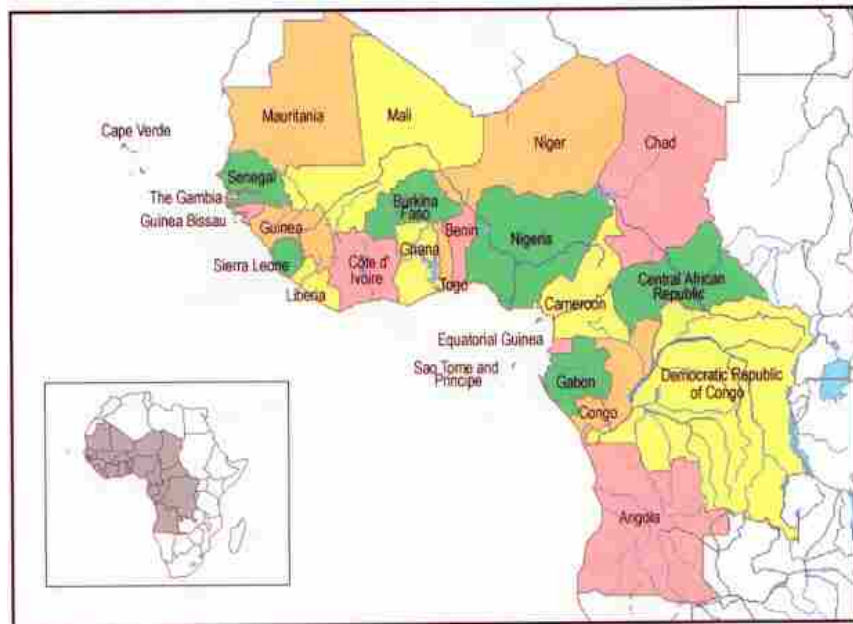 Mauritania
Mali
Niger
Chad
Cape Verde
Senegal
The Gambia
Guinea Bissau
Burkina
Faso
Guinea
Benin
Nigeria
Ghana
Côte d'
Ivoire
Sierra Leone
Liberia
Togo
Central African
Republic
Cameroon
Equatorial Guinea
Sao Tome and
Principe
Gabon
Congo
Democratic Republic
of Congo
Angola